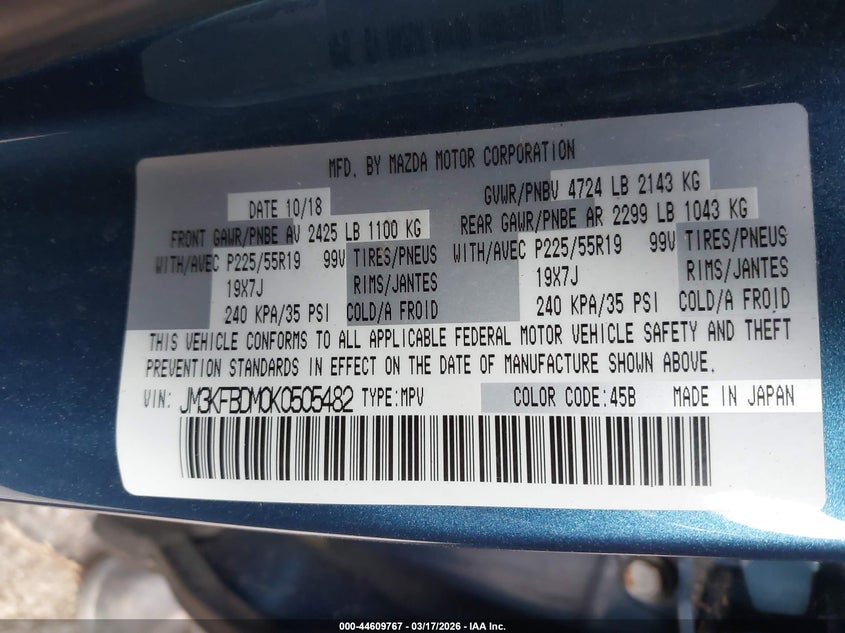 MFD. BY MAZDA MOTOR CORPORATION
DATE 10/18 GVWR/PNBV 4724 LB 2143 KG
FRONT GAWR/PNBE AV 2425 LB 1100 KG REAR GAWR/PNBE AR 2299 LB 1043 KG
WITH/AVEC P225/55R19 99V TIRES/PNEUS WITH/AVEC P225/55R19 99V TIRES/PNEUS
19X7J RIMS/JANTES 19X7J RIMS/JANTES
240 KPA/35 PSI COLD/A FROID 240 KPA/35 PSI COLD/A FROID
THIS VEHICLE CONFORMS TO ALL APPLICABLE FEDERAL MOTOR VEHICLE SAFETY AND THEFT
PREVENTION STANDARDS IN EFFECT ON THE DATE OF MANUFACTURE SHOWN ABOVE.
VIN: JM3KFBDM0K0505482 TYPE:MPV COLOR CODE:45B MADE IN JAPAN
000-44609767 - 03/17/2026 - IAA Inc.